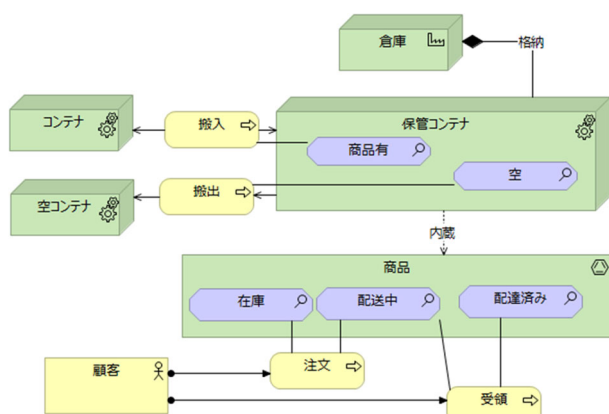 倉庫
格納
コンテナ
搬入
保管コンテナ
商品有
空
空コンテナ
搬出
内蔵
商品
在庫
配送中
配達済み
顧客
注文
受領